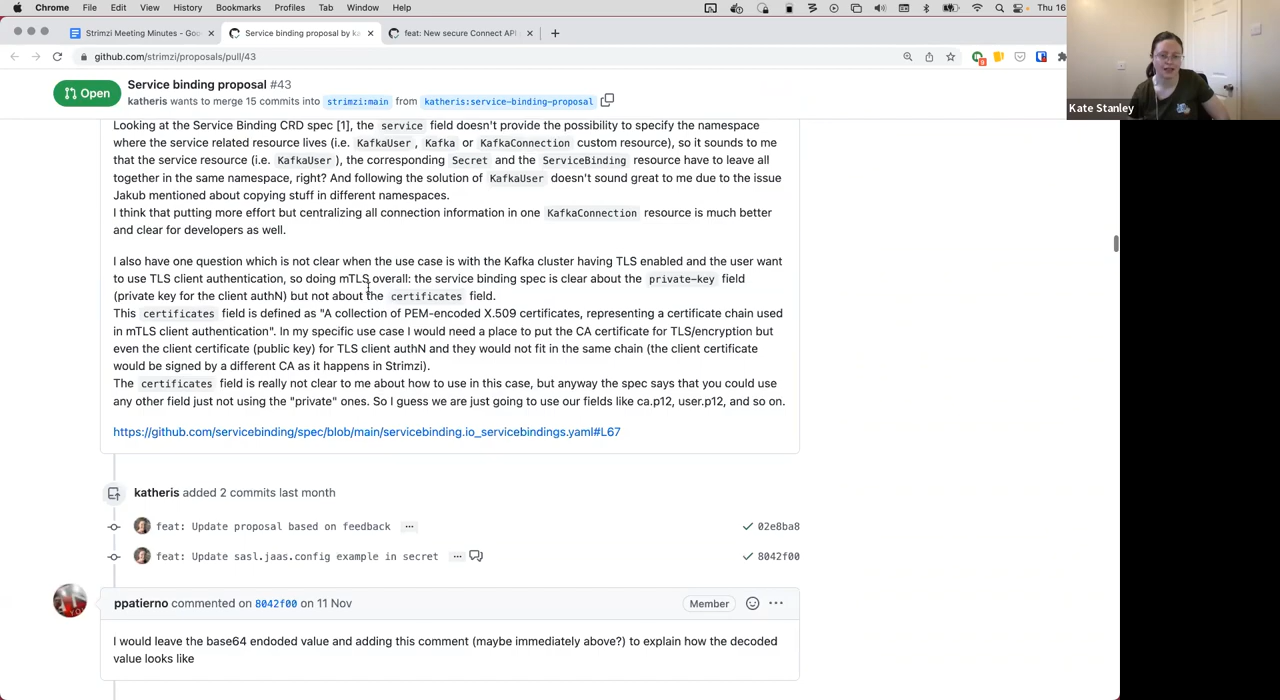 Chrome File Edit View History Bookmarks Profiles Tab Window Help Thu 16
Strimzi Meeting Minutes - Goo
Service binding proposal by ka
feat: New secure Connect API
github.com/strimzi/proposals/pull/43
Open
Service binding proposal #43
katheris wants to merge 15 commits into strimzi:main from katheris:service-binding-proposal
Kate Stanley
Looking at the Service Binding CRD spec [1], the service field doesn't provide the possibility to specify the namespace
where the service related resource lives (i.e. KafkaUser, Kafka or KafkaConnection custom resource), so it sounds to me
that the service resource (i.e. KafkaUser), the corresponding Secret and the ServiceBinding resource have to leave all
together in the same namespace, right? And following the solution of KafkaUser doesn't sound great to me due to the issue
Jakub mentioned about copying stuff in different namespaces.
I think that putting more effort but centralizing all connection information in one KafkaConnection resource is much better
and clear for developers as well.
I also have one question which is not clear when the use case is with the Kafka cluster having TLS enabled and the user want
to use TLS client authentication, so doing mTLS overall: the service binding spec is clear about the private-key field
(private key for the client authN) but not about the certificates field.
This certificates field is defined as "A collection of PEM-encoded X.509 certificates, representing a certificate chain used
in mTLS client authentication". In my specific use case I would need a place to put the CA certificate for TLS/encryption but
even the client certificate (public key) for TLS client authN and they would not fit in the same chain (the client certificate
would be signed by a different CA as it happens in Strimzi).
The certificates field is really not clear to me about how to use in this case, but anyway the spec says that you could use
any other field just not using the "private" ones. So I guess we are just going to use our fields like ca.p12, user.p12, and so on.
https://github.com/servicebinding/spec/blob/main/servicebinding.io_servicebindings.yaml#L67
katheris added 2 commits last month
feat: Update proposal based on feedback ··· 02e8ba8
feat: Update sasl.jaas.config example in secret ··· 8042f00
ppatierno commented on 8042f00 on 11 Nov Member ···
I would leave the base64 endoded value and adding this comment (maybe immediately above?) to explain how the decoded
value looks like